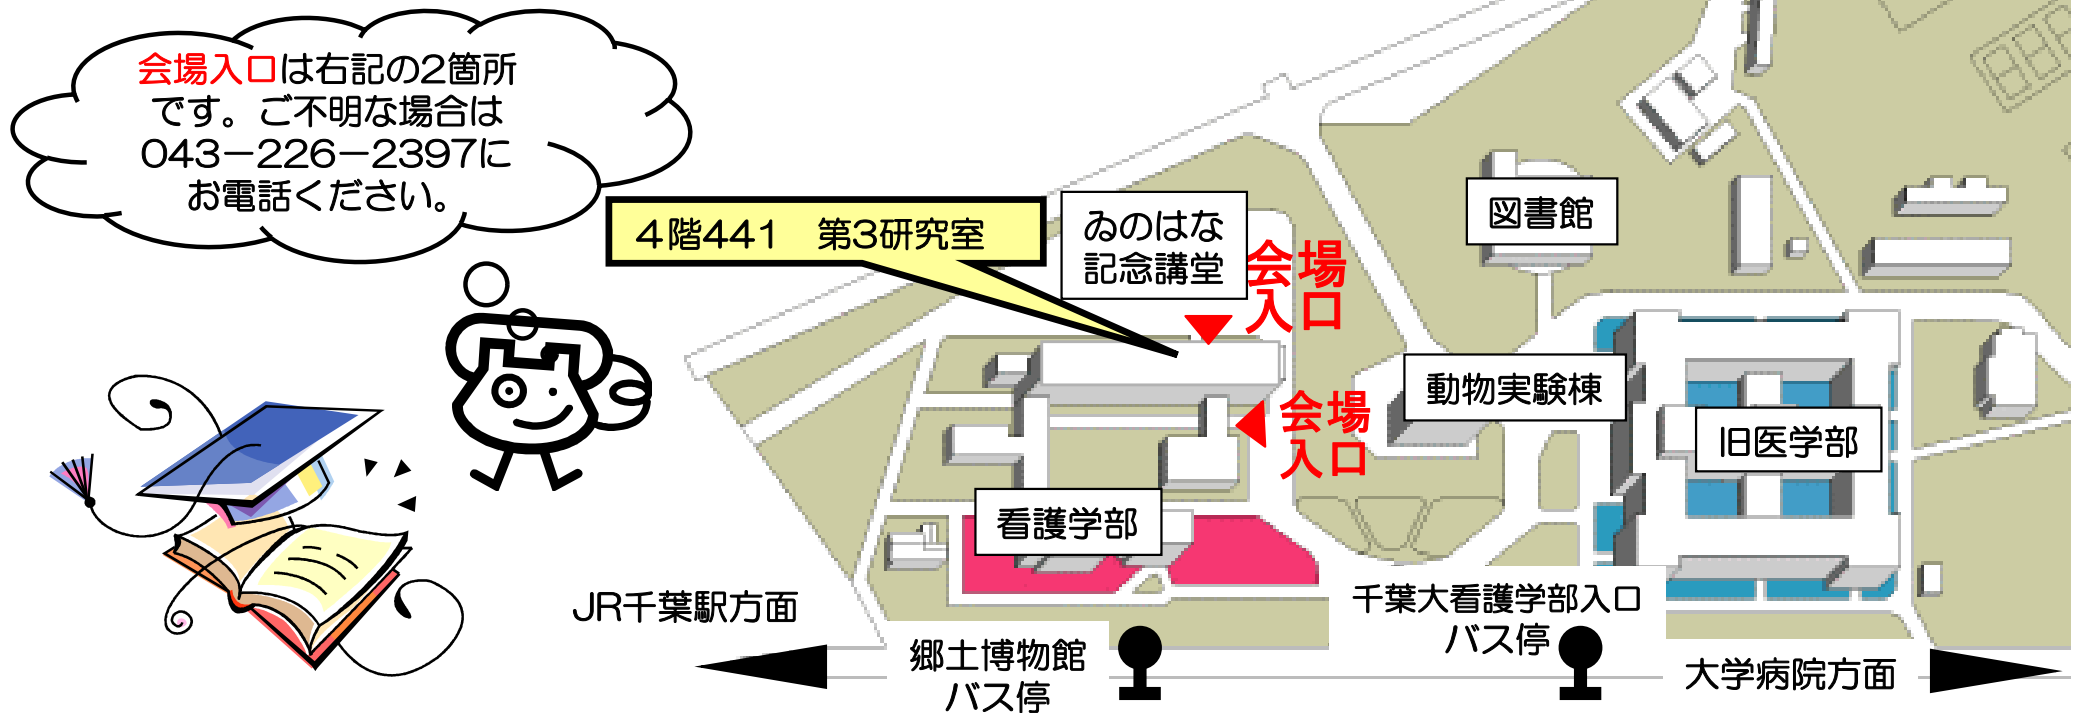 会場入口は右記の2箇所
です。ご不明な場合は
043－226－2397に
お電話ください。
4階441　第3研究室
ゐのはな
記念講堂
会場
入口
図書館
動物実験棟
旧医学部
会場
入口
看護学部
JR千葉駅方面
千葉大看護学部入口
バス停
郷土博物館
バス停
大学病院方面